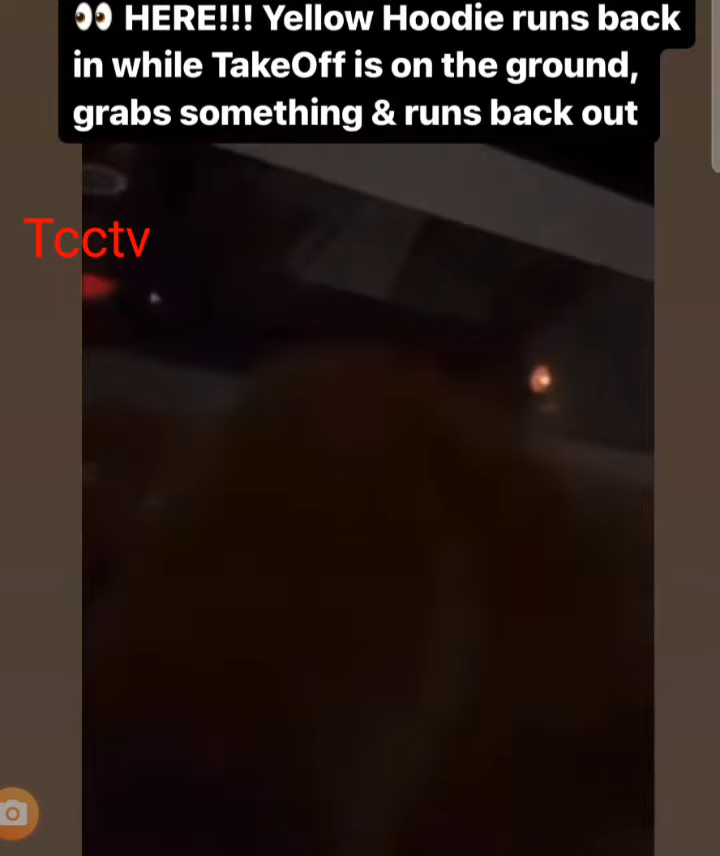 👀 HERE!!! Yellow Hoodie runs back
in while TakeOff is on the ground,
grabs something & runs back out
Tcctv